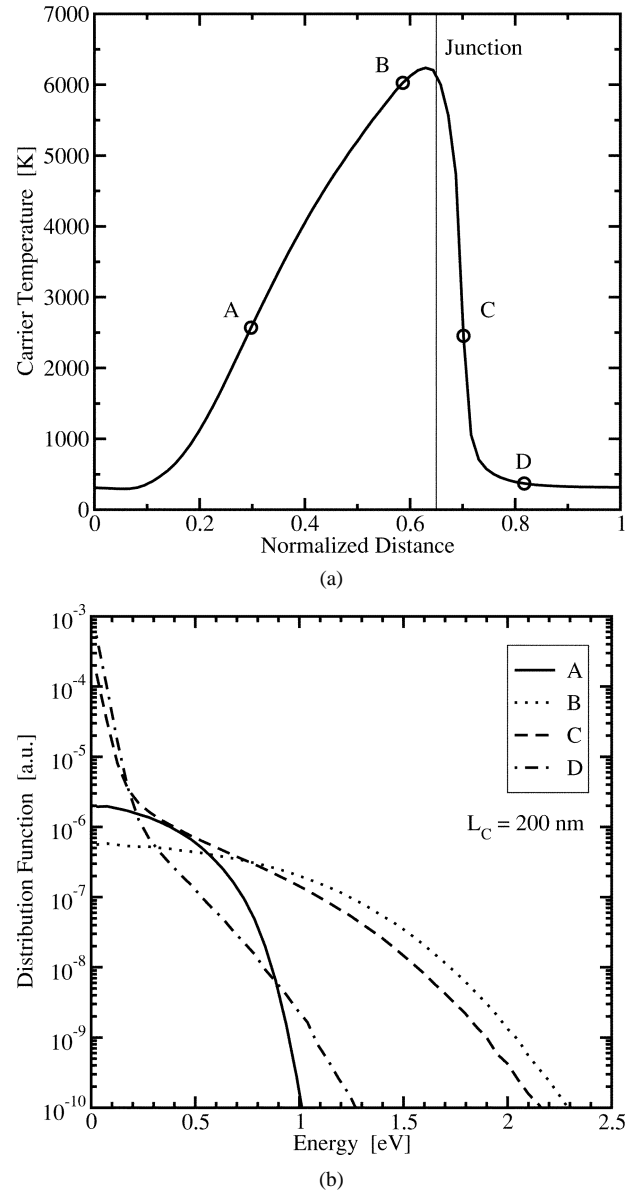 7000
6000
5000
4000
3000
2000
1000
0
Carrier Temperature [K]
B
Junction
A
C
D
0 0.2 0.4 0.6 0.8 1
Normalized Distance
(a)
10^-3
10^-4
10^-5
10^-6
10^-7
10^-8
10^-9
10^-10
Distribution Function [a.u.]
A
B
C
D
L_C = 200 nm
0 0.5 1 1.5 2 2.5
Energy [eV]
(b)